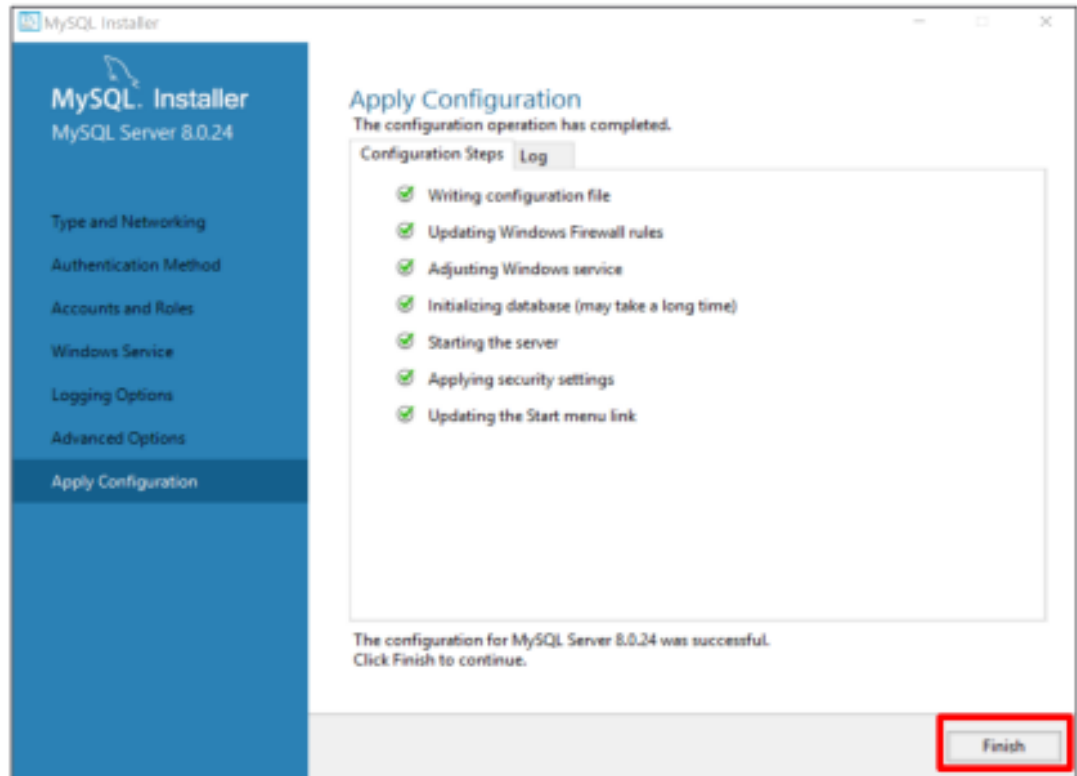 MySQL Installer
MySQL. Installer
MySQL Server 8.0.24
Type and Networking
Authentication Method
Accounts and Roles
Windows Service
Logging Options
Advanced Options
Apply Configuration
Apply Configuration
The configuration operation has completed.
Configuration Steps Log
Writing configuration file
Updating Windows Firewall rules
Adjusting Windows service
Initializing database (may take a long time)
Starting the server
Applying security settings
Updating the Start menu link
The configuration for MySQL Server 8.0.24 was successful.
Click Finish to continue.
Finish